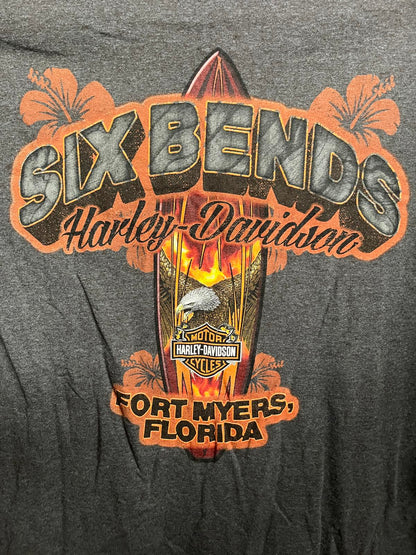 SIX BENDS
Harley-Davidson
MOTOR
HARLEY-DAVIDSON
CYCLES
FORT MYERS,
FLORIDA